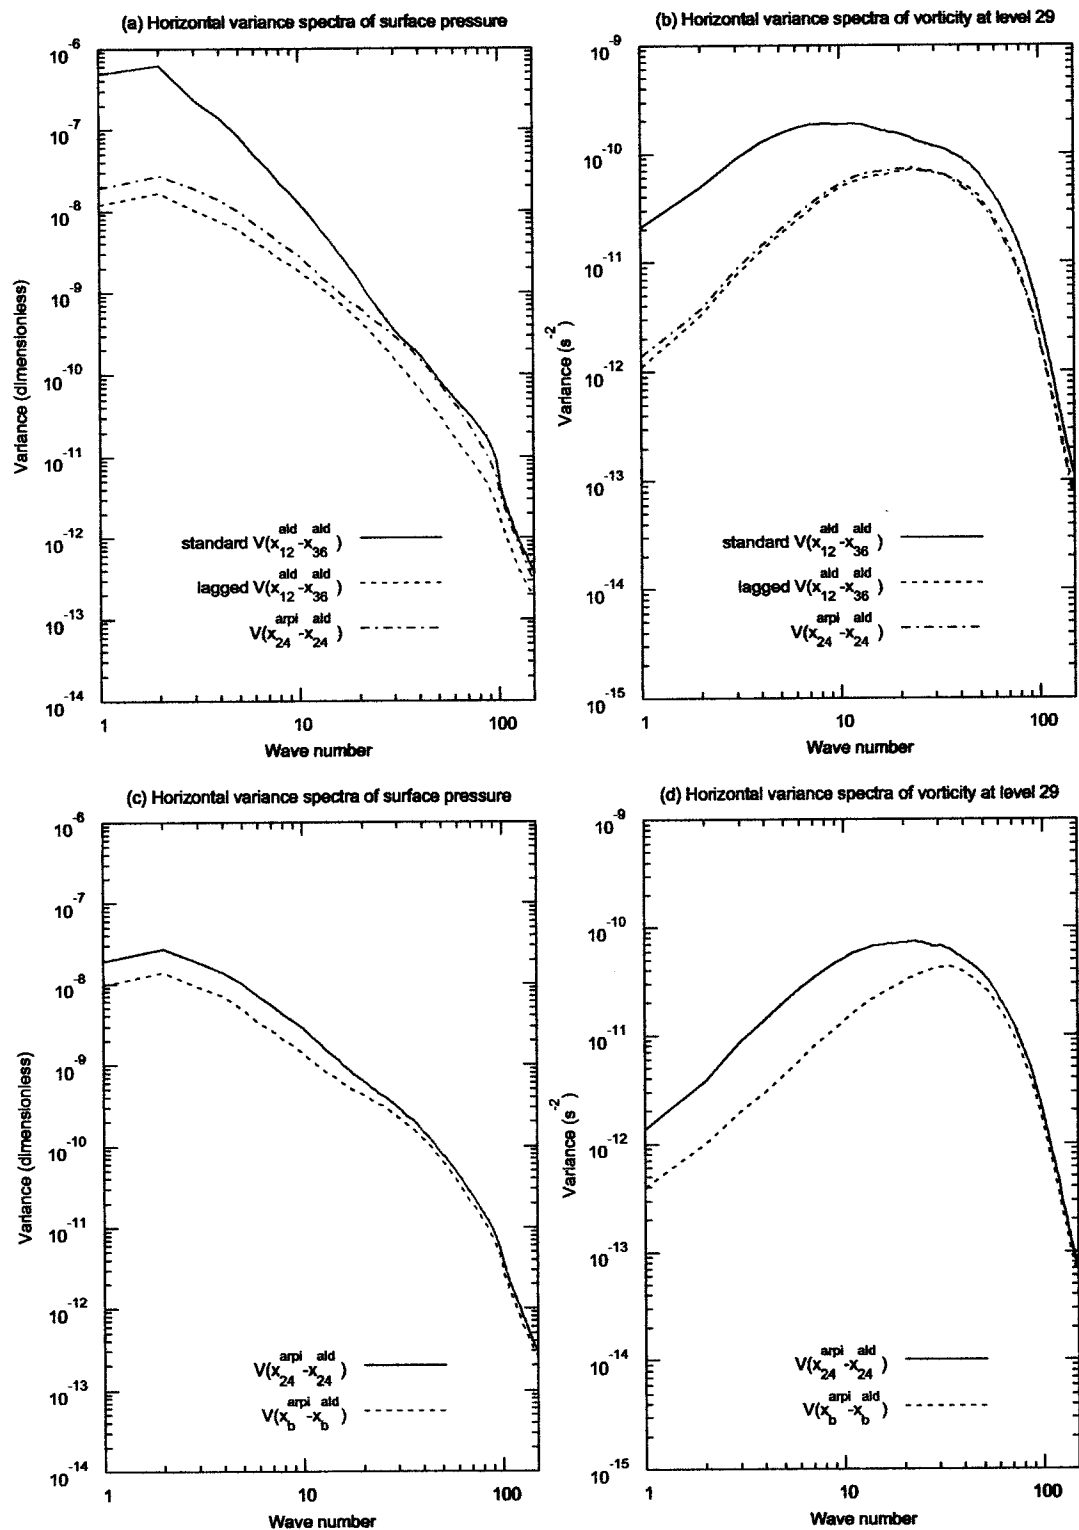 (a) Horizontal variance spectra of surface pressure
10^-6
10^-7
10^-8
10^-9
10^-10
10^-11
10^-12
10^-13
10^-14
Variance (dimensionless)
standard V(x_12^ald-x_36^ald)
lagged V(x_12^ald-x_36^ald)
V(x_24^arpi-x_24^ald)
1 10 100
Wave number
(b) Horizontal variance spectra of vorticity at level 29
10^-9
10^-10
10^-11
10^-12
10^-13
10^-14
10^-15
Variance (s^-2)
standard V(x_12^ald-x_36^ald)
lagged V(x_12^ald-x_36^ald)
V(x_24^arpi-x_24^ald)
1 10 100
Wave number
(c) Horizontal variance spectra of surface pressure
10^-6
10^-7
10^-8
10^-9
10^-10
10^-11
10^-12
10^-13
10^-14
Variance (dimensionless)
V(x_24^arpi-x_24^ald)
V(x_b^arpi-x_b^ald)
1 10 100
Wave number
(d) Horizontal variance spectra of vorticity at level 29
10^-9
10^-10
10^-11
10^-12
10^-13
10^-14
10^-15
Variance (s^-2)
V(x_24^arpi-x_24^ald)
V(x_b^arpi-x_b^ald)
1 10 100
Wave number